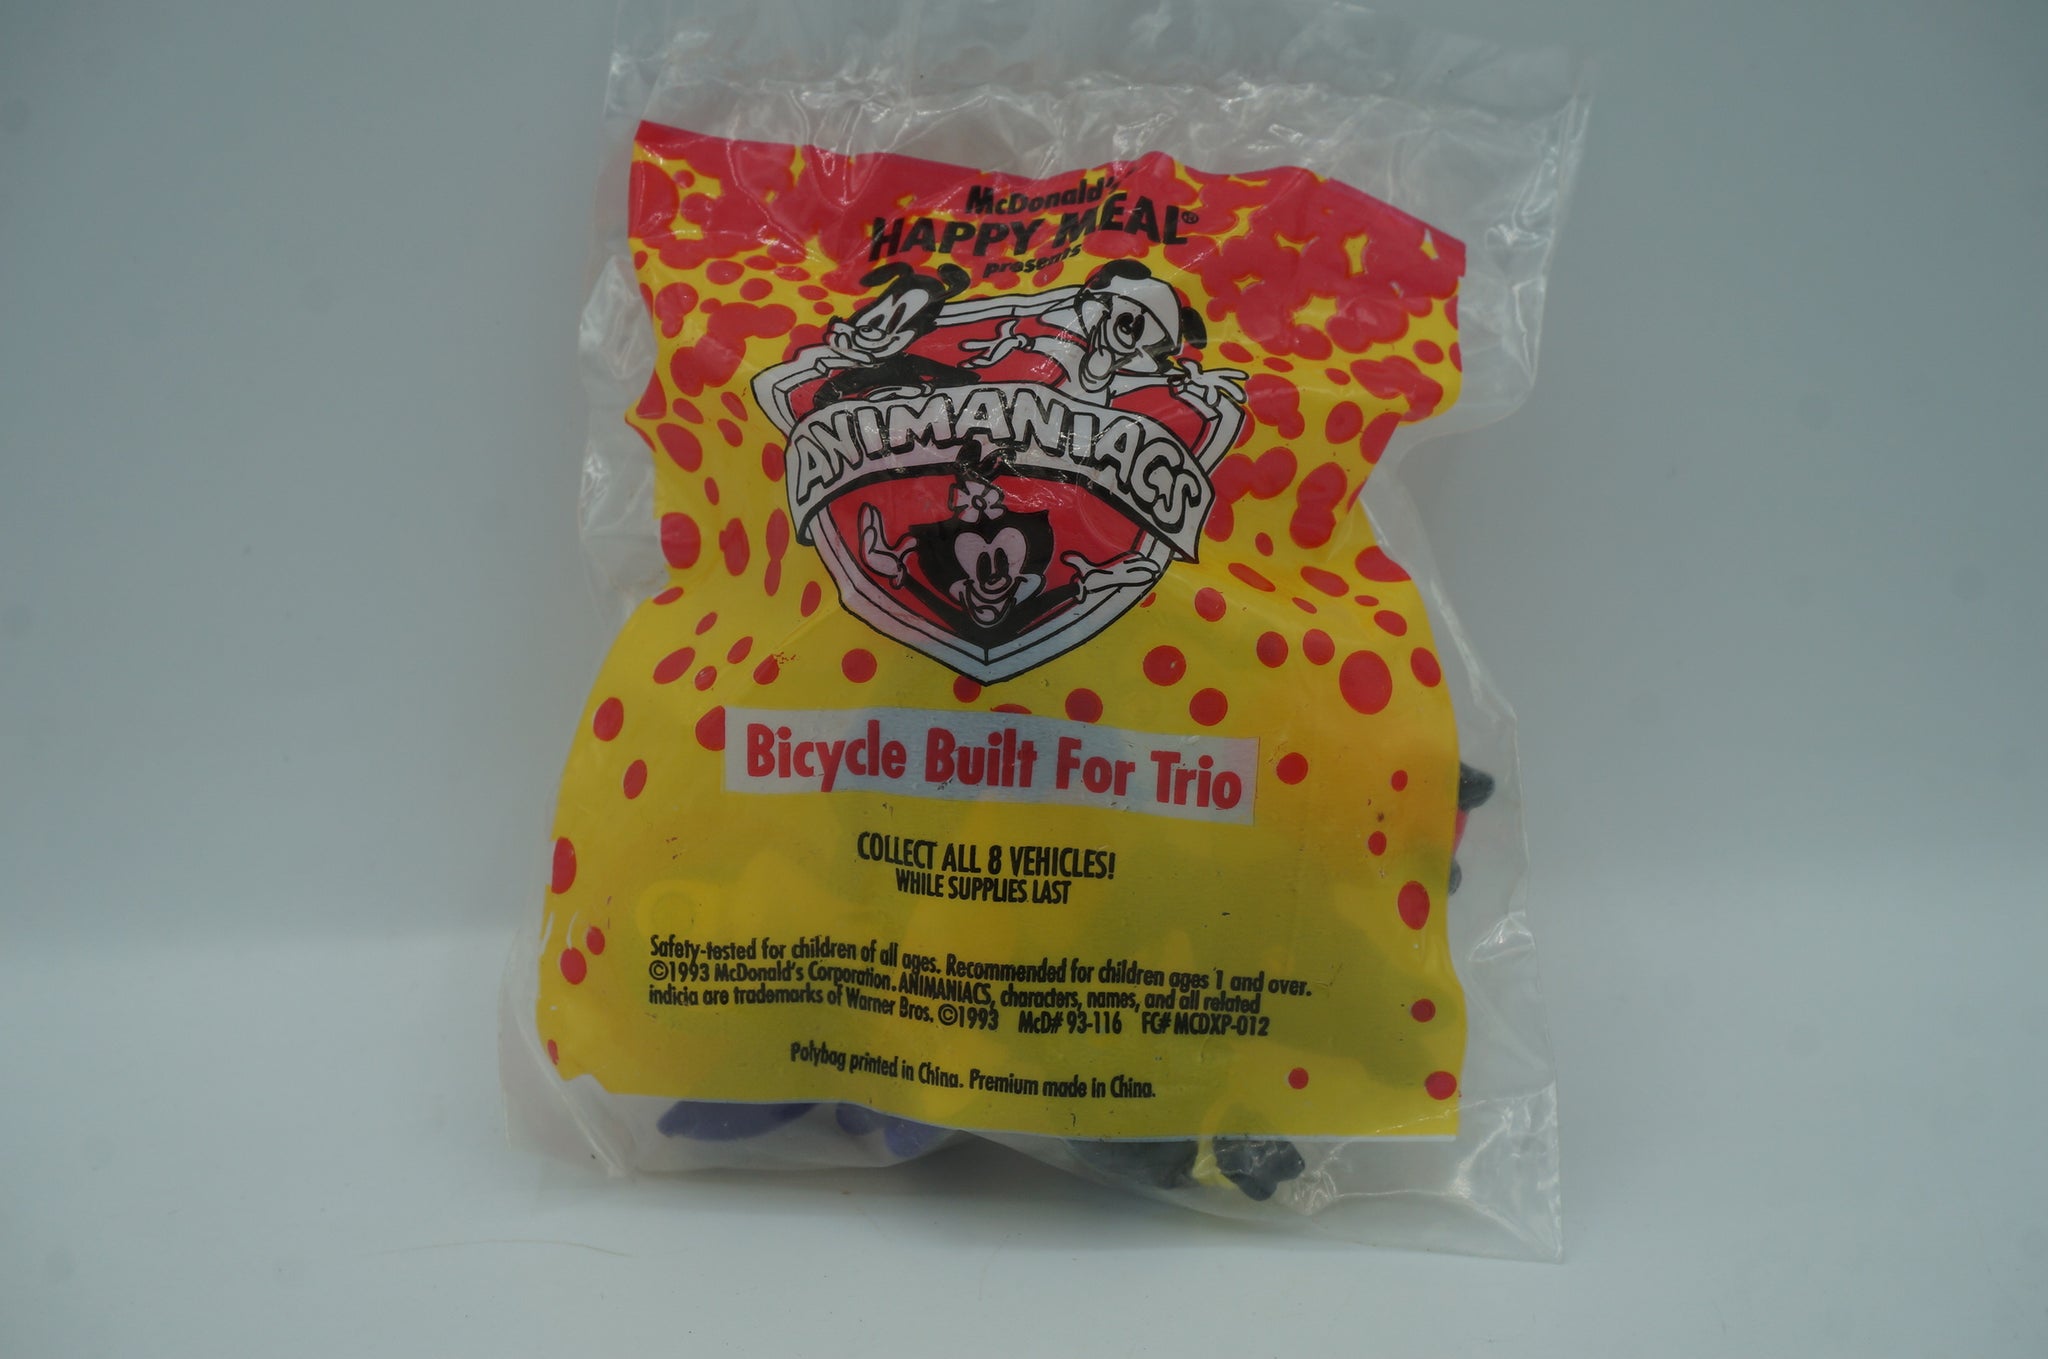 McDonald's
HAPPY MEAL®
presents
ANIMANIACS
Bicycle Built For Trio
COLLECT ALL 8 VEHICLES!
WHILE SUPPLIES LAST
Safety-tested for children of all ages. Recommended for children ages 1 and over.
©1993 McDonald's Corporation. ANIMANIACS, characters, names, and all related
indicia are trademarks of Warner Bros. ©1993 McD# 93-116 FG# MCDXP-012
Polybag printed in China. Premium made in China.